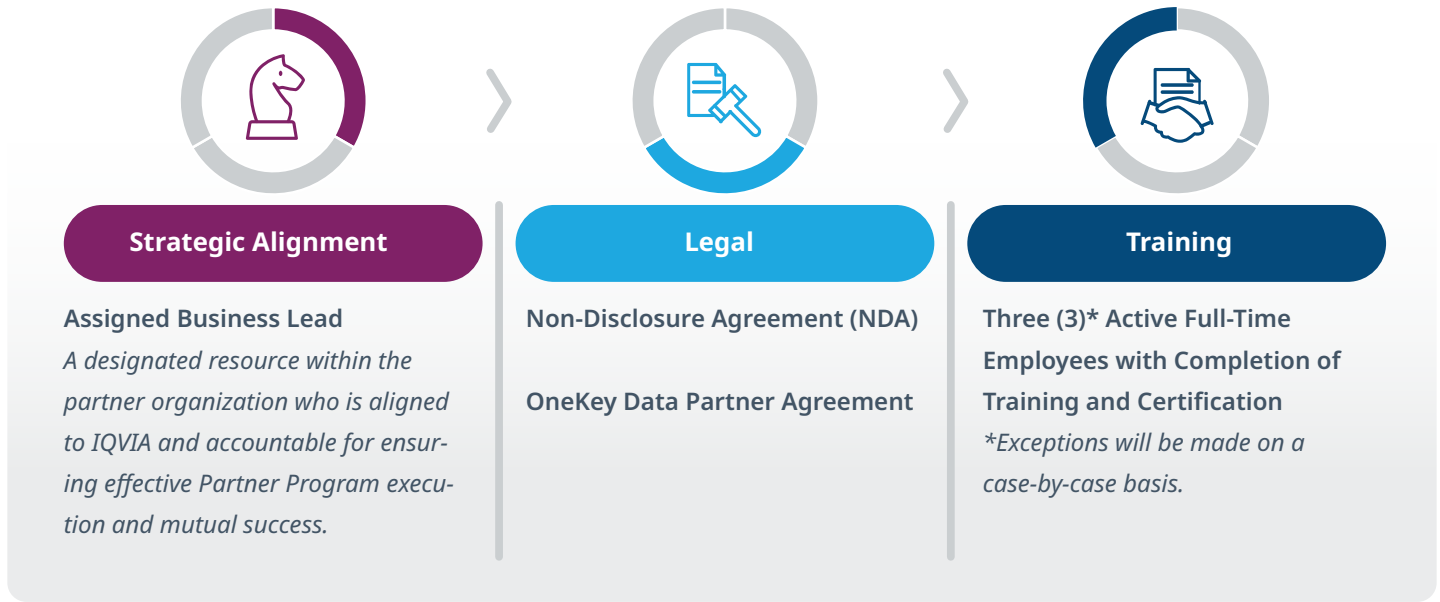 Strategic Alignment
Assigned Business Lead
A designated resource within the
partner organization who is aligned
to IQVIA and accountable for ensur-
ing effective Partner Program execu-
tion and mutual success.
Legal
Non-Disclosure Agreement (NDA)
OneKey Data Partner Agreement
Training
Three (3)* Active Full-Time
Employees with Completion of
Training and Certification
*Exceptions will be made on a
case-by-case basis.